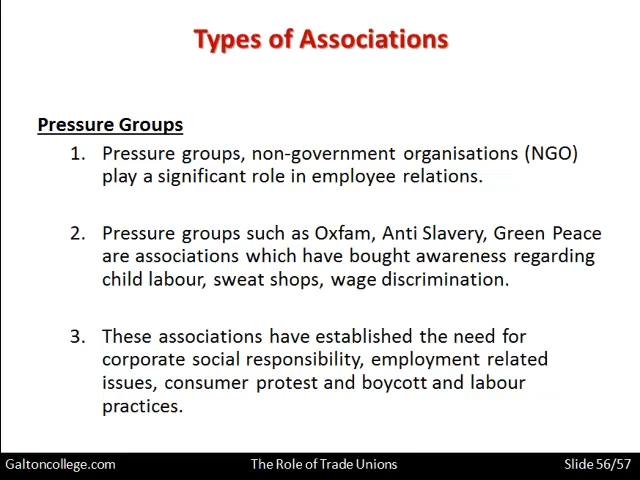 Types of Associations
Pressure Groups
1. Pressure groups, non-government organisations (NGO)
play a significant role in employee relations.
2. Pressure groups such as Oxfam, Anti Slavery, Green Peace
are associations which have bought awareness regarding
child labour, sweat shops, wage discrimination.
3. These associations have established the need for
corporate social responsibility, employment related
issues, consumer protest and boycott and labour
practices.
Galtoncollege.com The Role of Trade Unions Slide 56/57